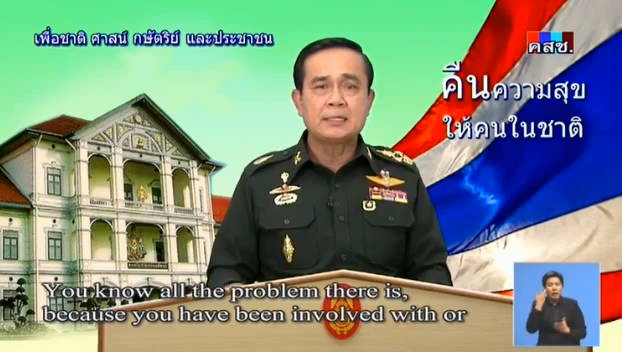 เพื่อชาติ ศาสน์ กษัตริย์ และประชาชน
คสช.
คืนความสุข
ให้คนในชาติ
You know all the problem there is,
because you have been involved with or